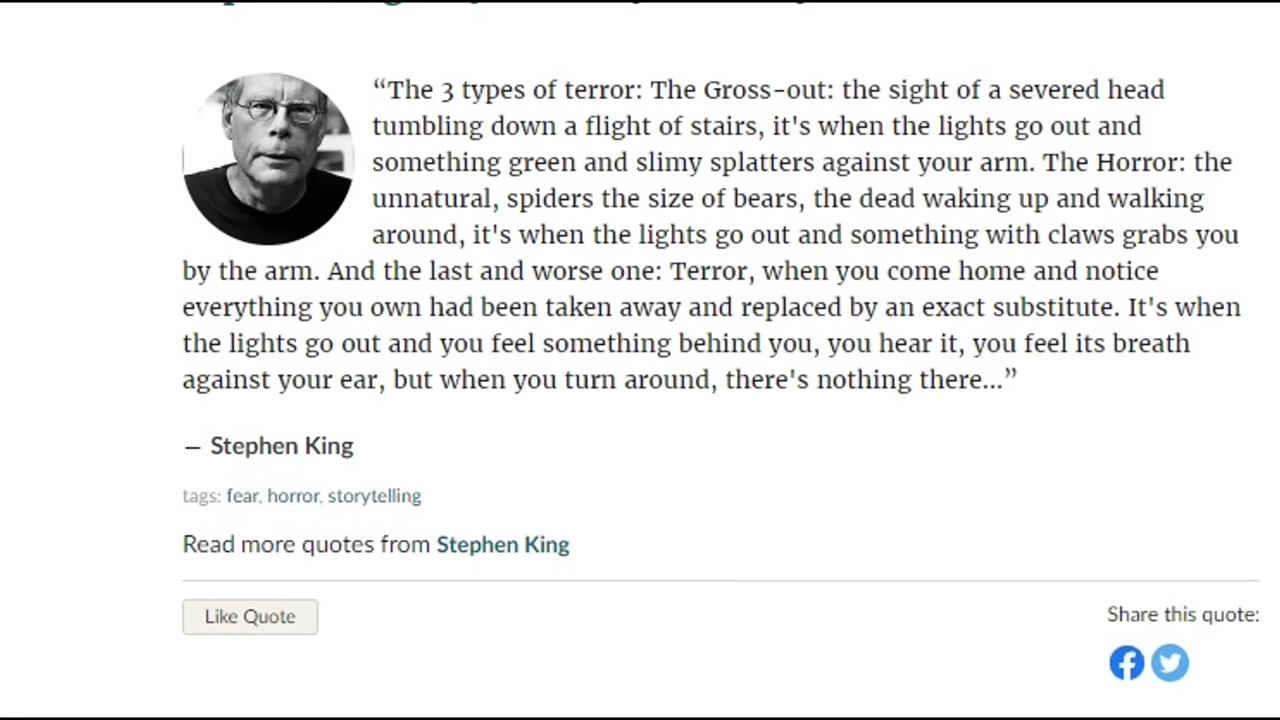 “The 3 types of terror: The Gross-out: the sight of a severed head
tumbling down a flight of stairs, it's when the lights go out and
something green and slimy splatters against your arm. The Horror: the
unnatural, spiders the size of bears, the dead waking up and walking
around, it's when the lights go out and something with claws grabs you
by the arm. And the last and worse one: Terror, when you come home and notice
everything you own had been taken away and replaced by an exact substitute. It's when
the lights go out and you feel something behind you, you hear it, you feel its breath
against your ear, but when you turn around, there's nothing there...”
― Stephen King
tags: fear, horror, storytelling
Read more quotes from Stephen King
Like Quote
Share this quote: